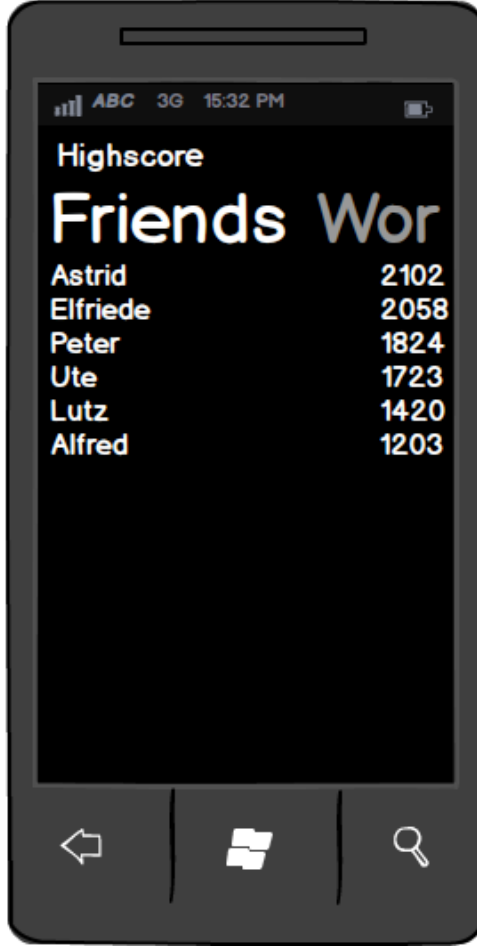 ABC 3G 15:32 PM
Highscore
Friends Wor
Astrid 2102
Elfriede 2058
Peter 1824
Ute 1723
Lutz 1420
Alfred 1203